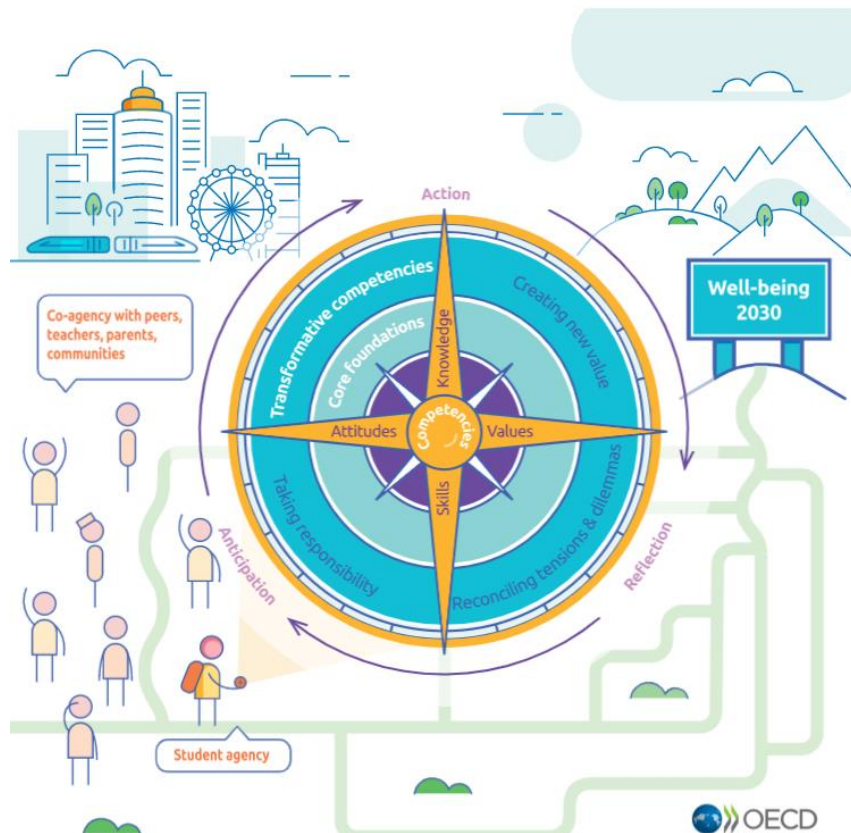 Action
Co-agency with peers,
teachers, parents,
communities
Transformative competencies
Creating new value
Core foundations
Well-being
2030
Knowledge
Attitudes
Competencies
Values
Skills
Taking responsibility
Reconciling tensions & dilemmas
Anticipation
Reflection
Student agency
OECD